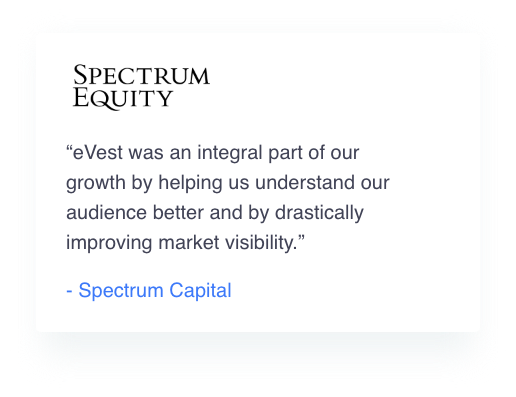 SPECTRUM
EQUITY
“eVest was an integral part of our
growth by helping us understand our
audience better and by drastically
improving market visibility.”
- Spectrum Capital